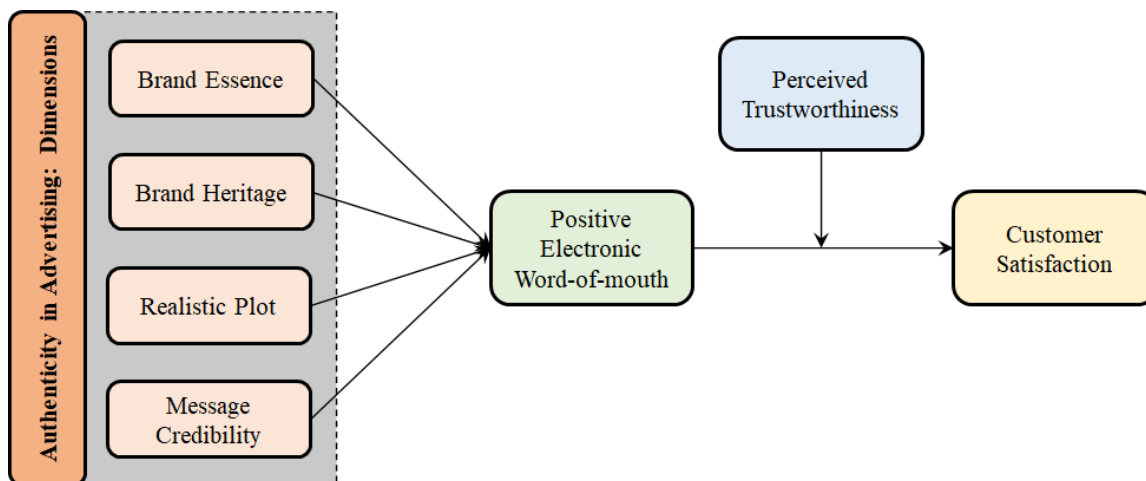 Authenticity in Advertising: Dimensions
Brand Essence
Brand Heritage
Realistic Plot
Message
Credibility
Positive
Electronic
Word-of-mouth
Perceived
Trustworthiness
Customer
Satisfaction